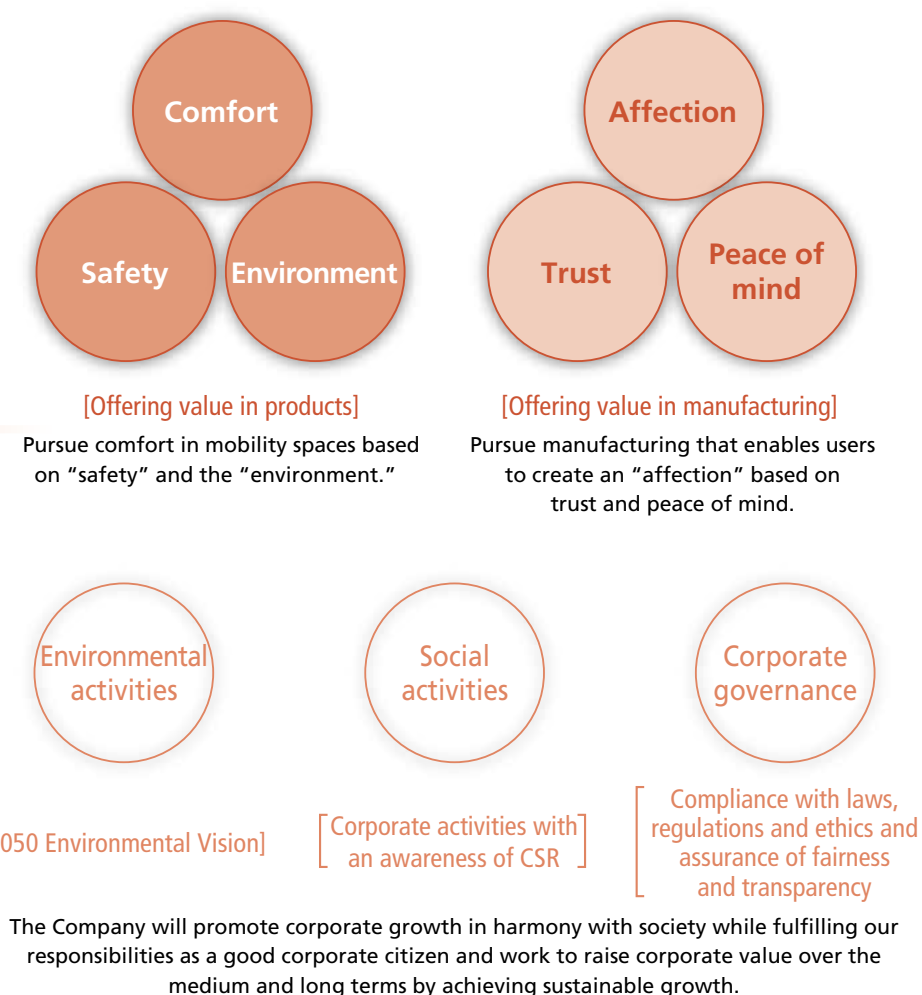 Comfort
Safety
Environment
[Offering value in products]
Pursue comfort in mobility spaces based
on “safety” and the “environment.”
Affection
Trust
Peace of
mind
[Offering value in manufacturing]
Pursue manufacturing that enables users
to create an “affection” based on
trust and peace of mind.
Environmental
activities
050 Environmental Vision]
Social
activities
[Corporate activities with
an awareness of CSR]
Corporate
governance
[Compliance with laws,
regulations and ethics and
assurance of fairness
and transparency
The Company will promote corporate growth in harmony with society while fulfilling our
responsibilities as a good corporate citizen and work to raise corporate value over the
medium and long terms by achieving sustainable growth.